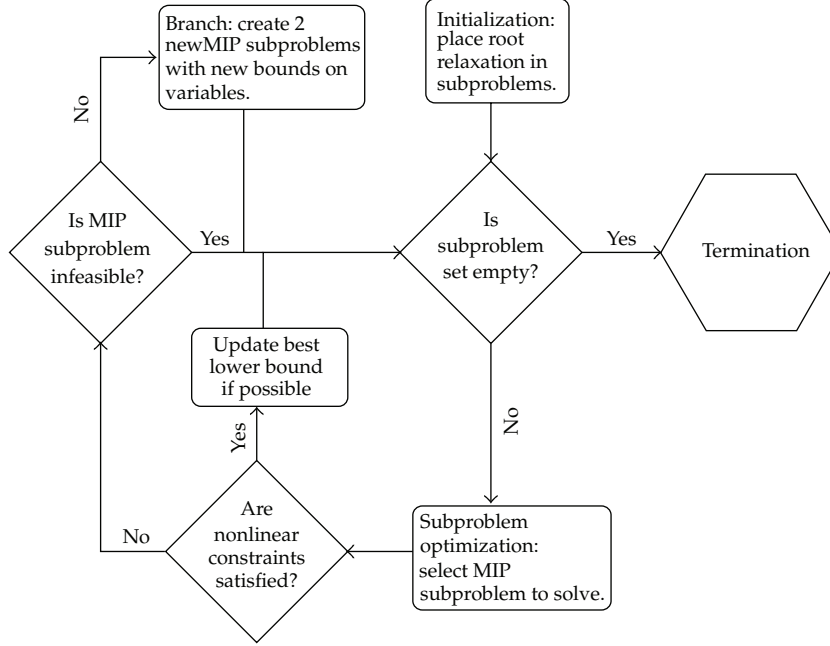 Branch: create 2
newMIP subproblems
with new bounds on
variables.
Initialization:
place root
relaxation in
subproblems.
No
Is MIP
subproblem
infeasible?
Yes
Is
subproblem
set empty?
Yes
Termination
Update best
lower bound
if possible
Yes
No
Are
nonlinear
constraints
satisfied?
No
Subproblem
optimization:
select MIP
subproblem to solve.